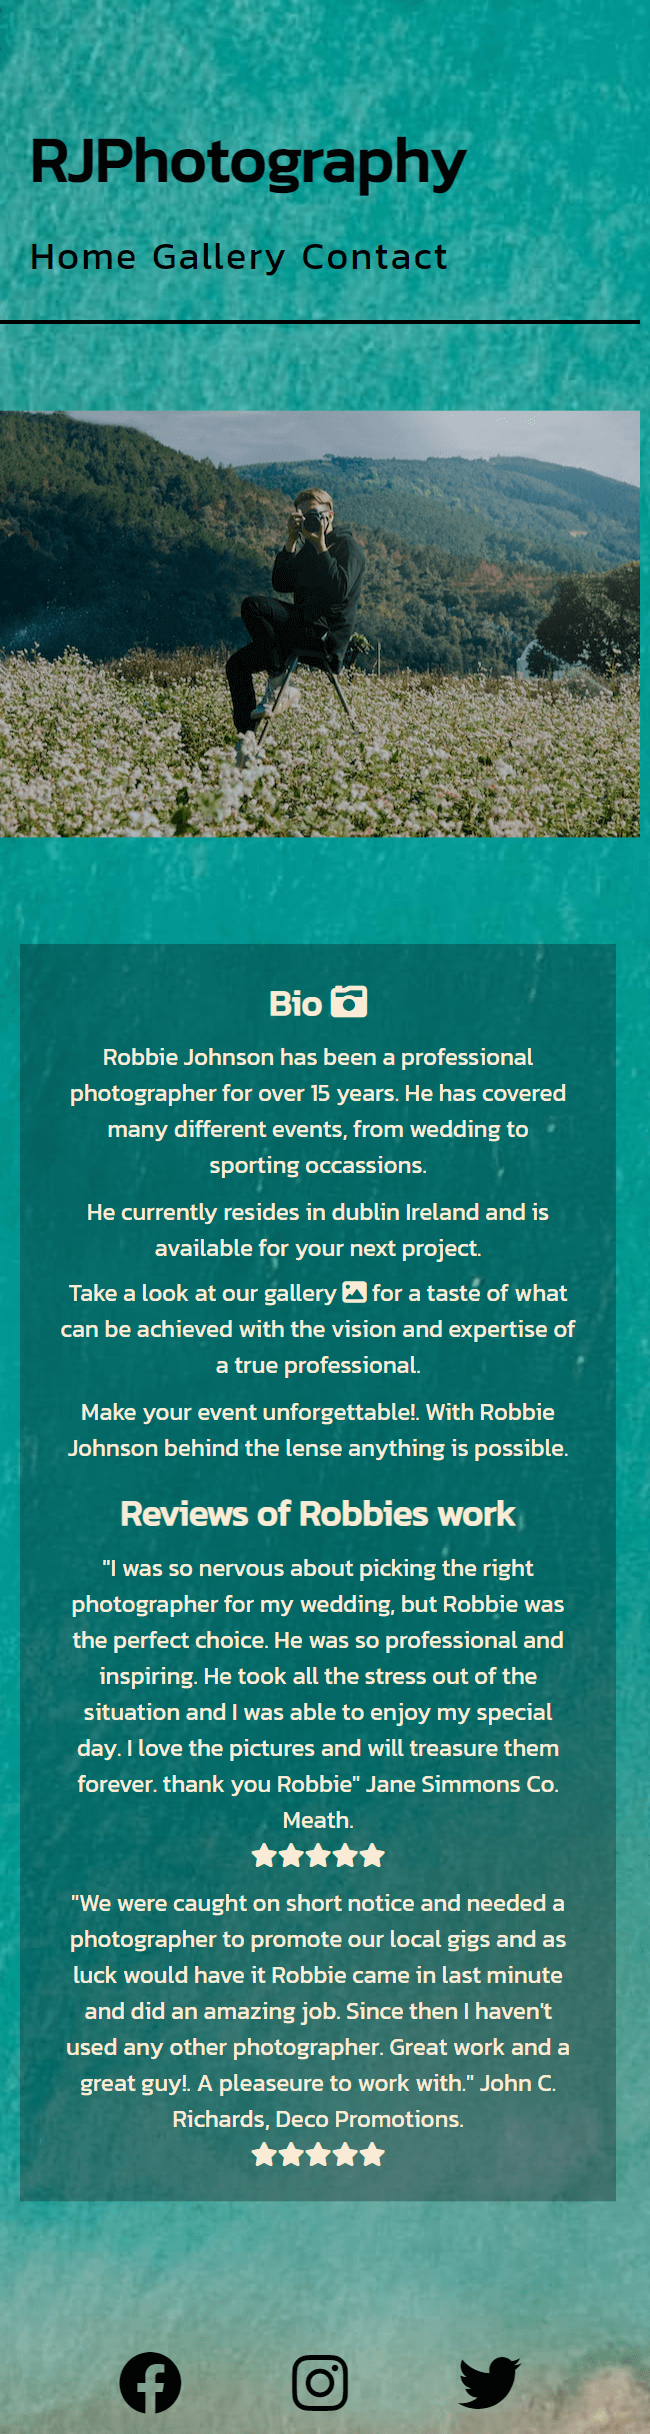 RJPhotography
Home Gallery Contact
Bio
Robbie Johnson has been a professional
photographer for over 15 years. He has covered
many different events, from wedding to
sporting occassions.
He currently resides in dublin Ireland and is
available for your next project.
Take a look at our gallery for a taste of what
can be achieved with the vision and expertise of
a true professional.
Make your event unforgettable!. With Robbie
Johnson behind the lense anything is possible.
Reviews of Robbies work
"I was so nervous about picking the right
photographer for my wedding, but Robbie was
the perfect choice. He was so professional and
inspiring. He took all the stress out of the
situation and I was able to enjoy my special
day. I love the pictures and will treasure them
forever. thank you Robbie" Jane Simmons Co.
Meath.
"We were caught on short notice and needed a
photographer to promote our local gigs and as
luck would have it Robbie came in last minute
and did an amazing job. Since then I haven't
used any other photographer. Great work and a
great guy!. A pleaseure to work with." John C.
Richards, Deco Promotions.